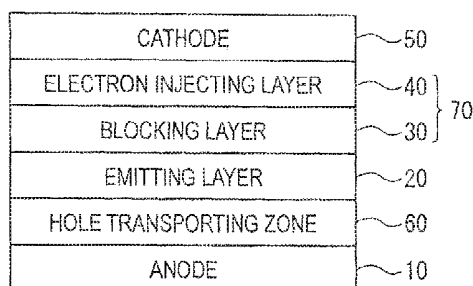 CATHODE 50
ELECTRON INJECTING LAYER 40
70
BLOCKING LAYER 30
EMITTING LAYER 20
HOLE TRANSPORTING ZONE 60
ANODE 10